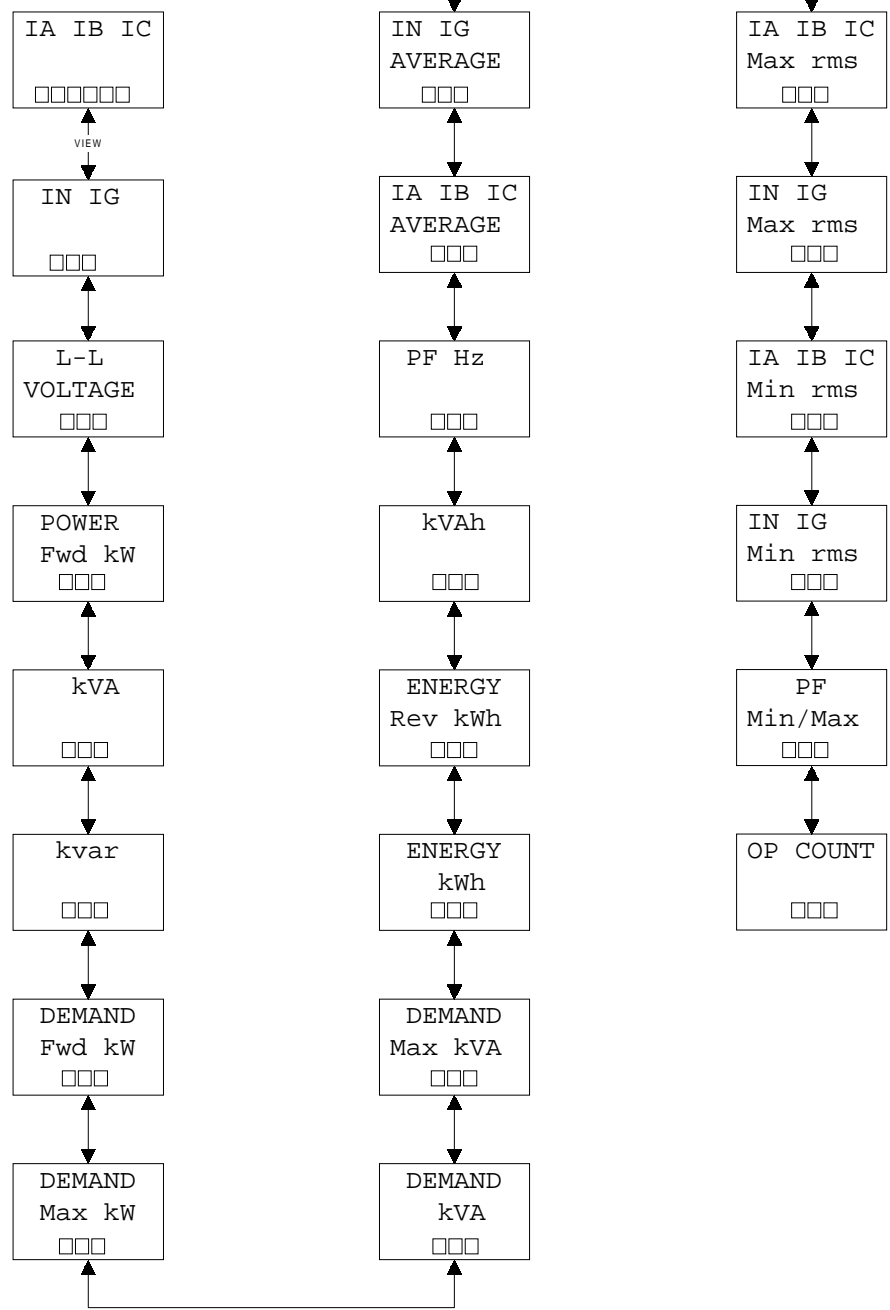 IA IB IC
□□□□□□
VIEW
IN IG
□□□
L-L
VOLTAGE
□□□
POWER
Fwd kW
□□□
kVA
□□□
kvar
□□□
DEMAND
Fwd kW
□□□
DEMAND
Max kW
□□□
IN IG
AVERAGE
□□□
IA IB IC
AVERAGE
□□□
PF Hz
□□□
kVAh
□□□
ENERGY
Rev kWh
□□□
ENERGY
kWh
□□□
DEMAND
Max kVA
□□□
DEMAND
kVA
□□□
IA IB IC
Max rms
□□□
IN IG
Max rms
□□□
IA IB IC
Min rms
□□□
IN IG
Min rms
□□□
PF
Min/Max
□□□
OP COUNT
□□□